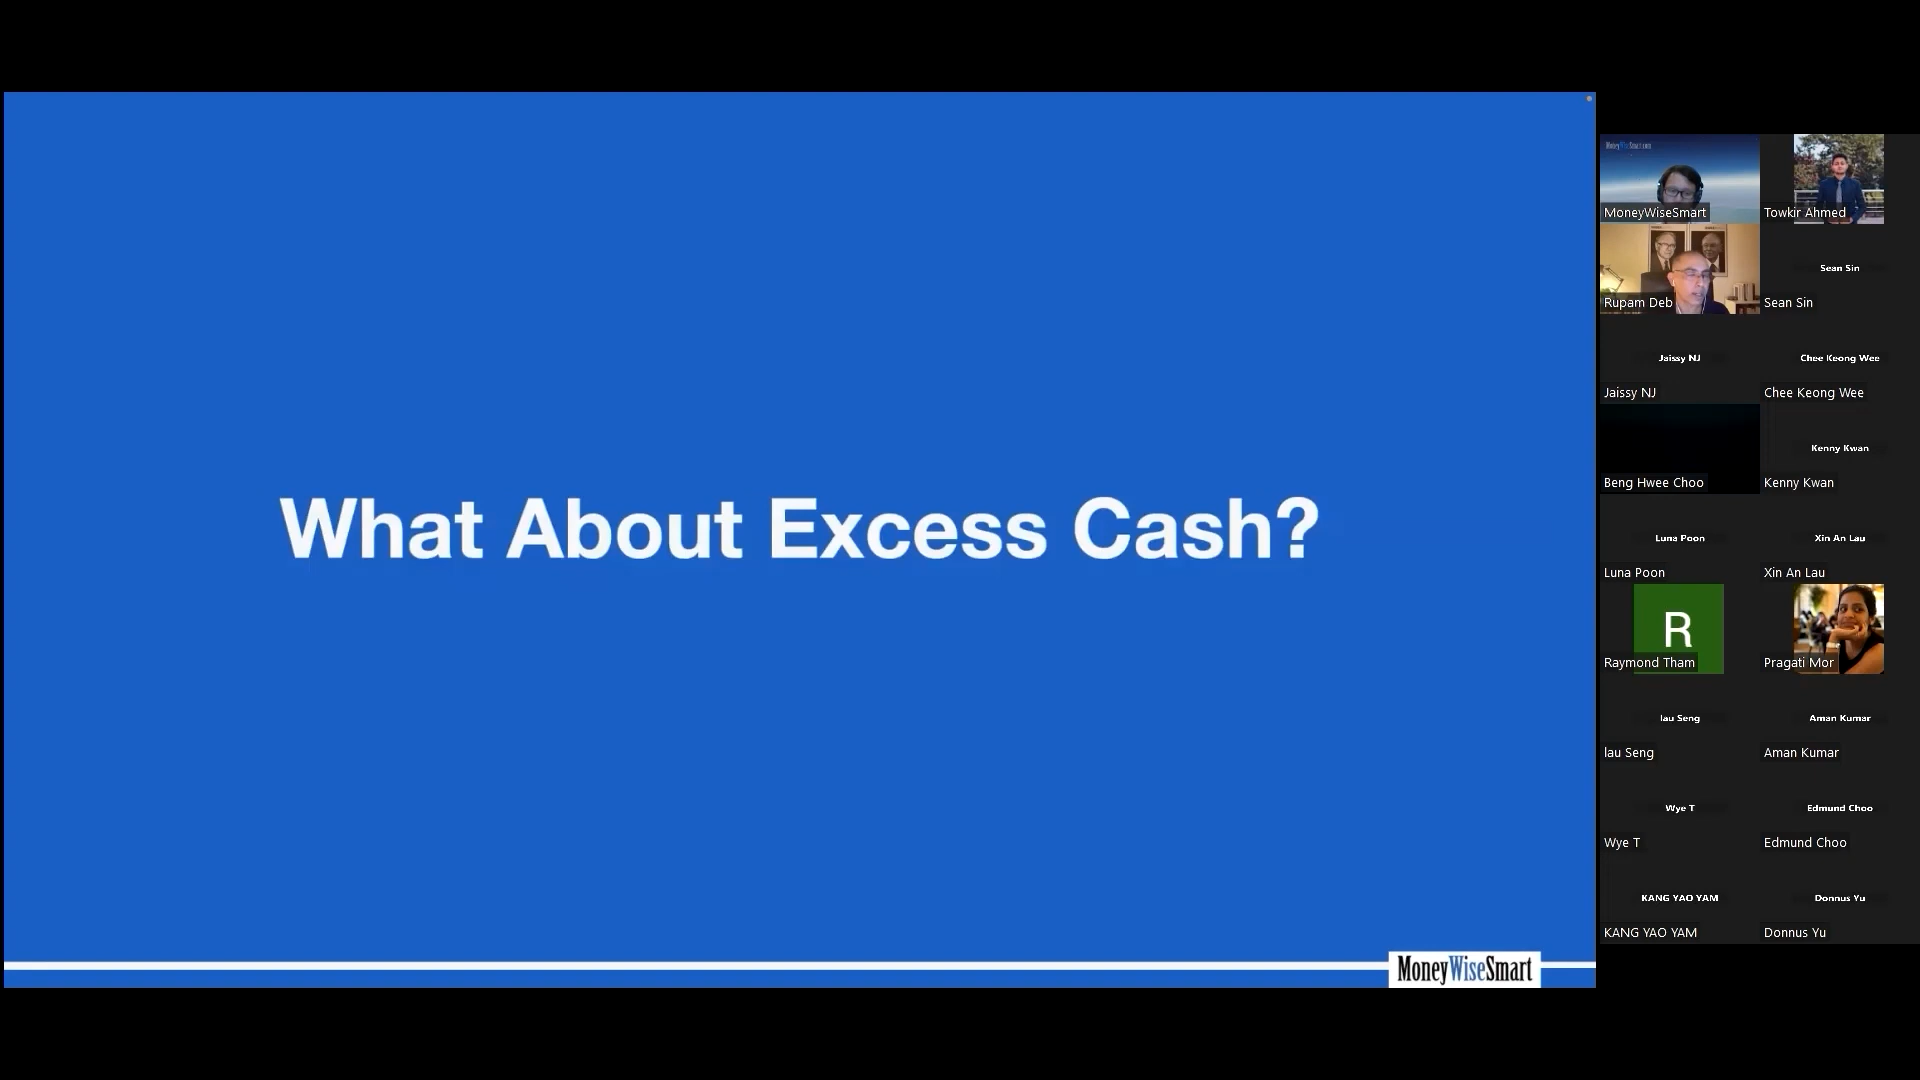 What About Excess Cash?
MoneyWiseSmart
MoneyWiseSmart.com
MoneyWiseSmart
Towkir Ahmed
Rupam Deb
Sean Sin
Sean Sin
Jaissy NJ
Jaissy NJ
Chee Keong Wee
Chee Keong Wee
Beng Hwee Choo
Kenny Kwan
Kenny Kwan
Luna Poon
Luna Poon
Xin An Lau
Xin An Lau
R
Raymond Tham
Pragati Mor
lau Seng
lau Seng
Aman Kumar
Aman Kumar
Wye T
Wye T
Edmund Choo
Edmund Choo
KANG YAO YAM
KANG YAO YAM
Donnus Yu
Donnus Yu